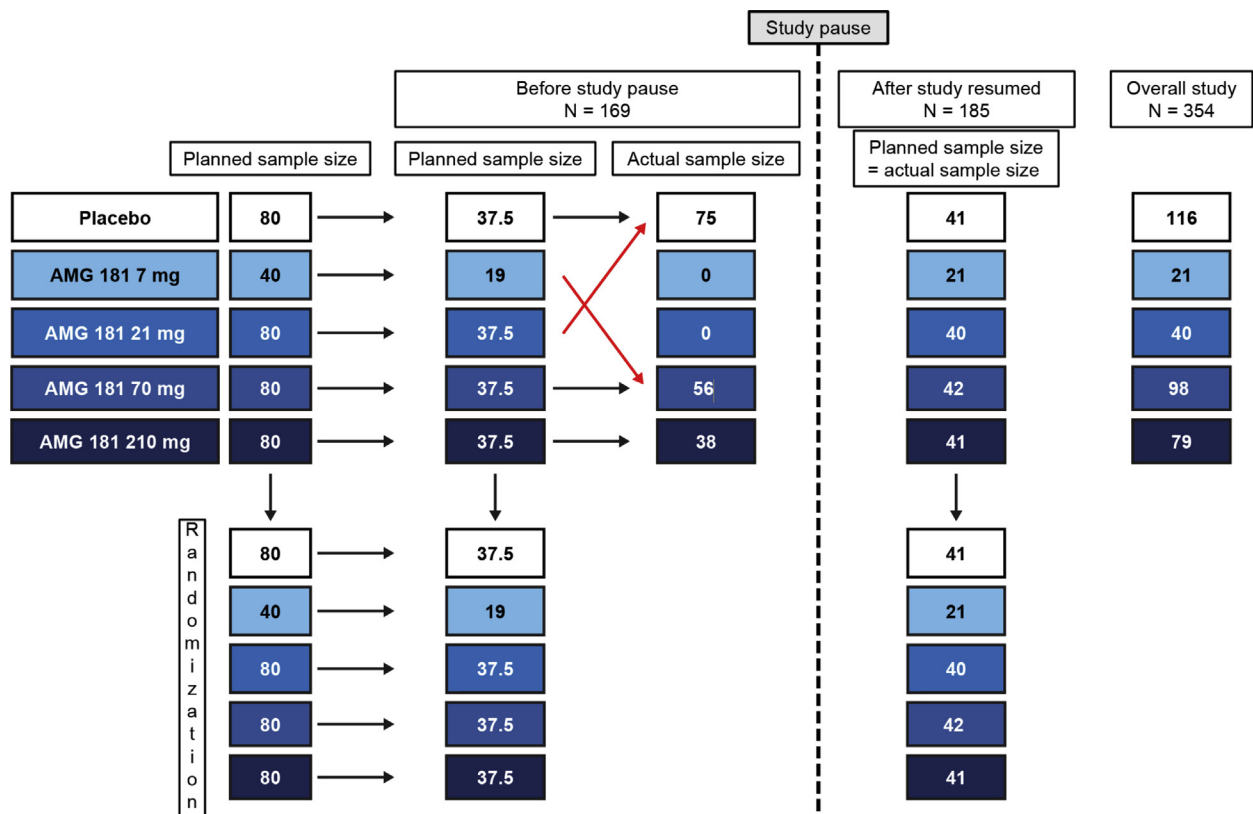 Study pause
Before study pause
N = 169
After study resumed
N = 185
Overall study
N = 354
Planned sample size
Planned sample size
Actual sample size
Planned sample size
= actual sample size
Placebo 80 37.5 75 41 116
AMG 181 7 mg 40 19 0 21 21
AMG 181 21 mg 80 37.5 0 40 40
AMG 181 70 mg 80 37.5 56 42 98
AMG 181 210 mg 80 37.5 38 41 79
Randomization
80 37.5 41
40 19 21
80 37.5 40
80 37.5 42
80 37.5 41